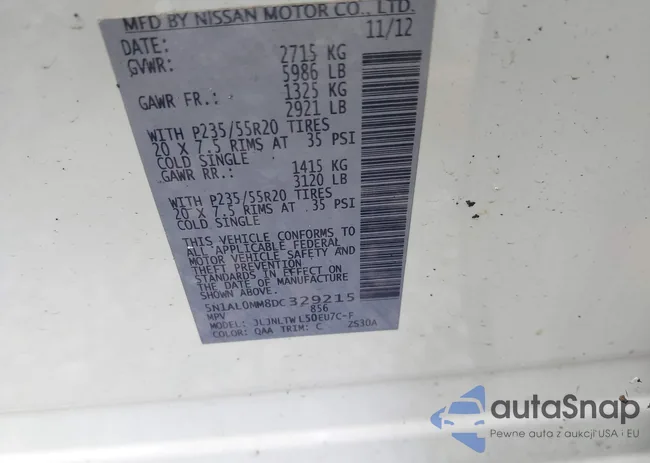 MFD BY NISSAN MOTOR CO., LTD.
DATE: 11/12
GVWR: 2715 KG
5986 LB
GAWR FR.: 1325 KG
2921 LB
WITH P235/55R20 TIRES
20 X 7.5 RIMS AT 35 PSI
COLD SINGLE
GAWR RR.: 1415 KG
3120 LB
WITH P235/55R20 TIRES
20 X 7.5 RIMS AT 35 PSI
COLD SINGLE
THIS VEHICLE CONFORMS TO
ALL APPLICABLE FEDERAL
MOTOR VEHICLE SAFETY AND
THEFT PREVENTION
STANDARDS IN EFFECT ON
THE DATE OF MANUFACTURE
SHOWN ABOVE.
5N1AL0MM8DC329215
MPV 856
MODEL: JLJNLTWL50EU7C-F
COLOR: QAA TRIM: C ZS30A
autaSnap
Pewne auta z aukcji USA i EU